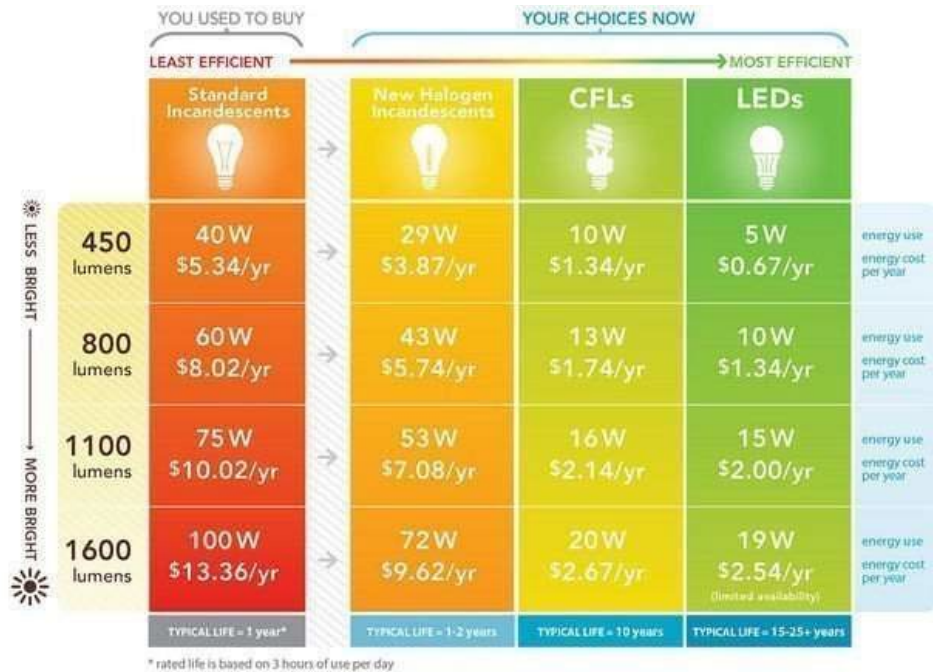 YOU USED TO BUY
YOUR CHOICES NOW
LEAST EFFICIENT
MOST EFFICIENT
Standard
Incandescents
New Halogen
Incandescents
CFLs
LEDs
LESS BRIGHT
MORE BRIGHT
450
lumens
40 W
$5.34/yr
29 W
$3.87/yr
10 W
$1.34/yr
5 W
$0.67/yr
energy use
energy cost
per year
800
lumens
60 W
$8.02/yr
43 W
$5.74/yr
13 W
$1.74/yr
10 W
$1.34/yr
energy use
energy cost
per year
1100
lumens
75 W
$10.02/yr
53 W
$7.08/yr
16 W
$2.14/yr
15 W
$2.00/yr
energy use
energy cost
per year
1600
lumens
100 W
$13.36/yr
72 W
$9.62/yr
20 W
$2.67/yr
19 W
$2.54/yr
(limited availability)
energy use
energy cost
per year
TYPICAL LIFE = 1 year*
TYPICAL LIFE = 1-2 years
TYPICAL LIFE = 10 years
TYPICAL LIFE = 15-25+ years
* rated life is based on 3 hours of use per day